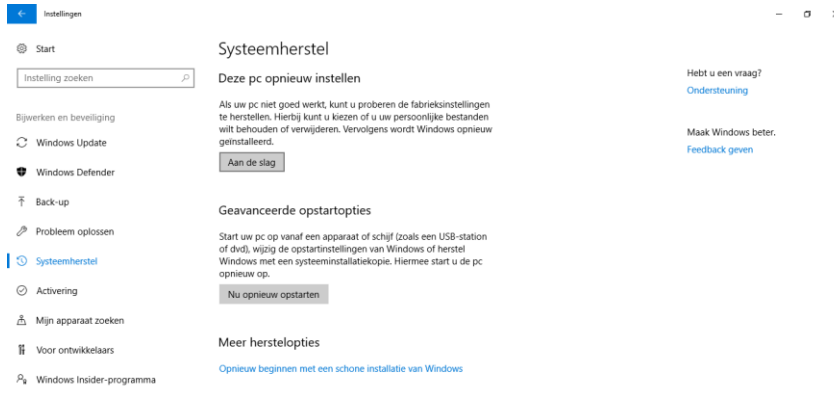 Instellingen
Start
Instelling zoeken
Bijwerken en beveiliging
Windows Update
Windows Defender
Back-up
Probleem oplossen
Systeemherstel
Activering
Mijn apparaat zoeken
Voor ontwikkelaars
Windows Insider-programma
Systeemherstel
Deze pc opnieuw instellen
Als uw pc niet goed werkt, kunt u proberen de fabrieksinstellingen
te herstellen. Hierbij kunt u kiezen of u uw persoonlijke bestanden
wilt behouden of verwijderen. Vervolgens wordt Windows opnieuw
geïnstalleerd.
Aan de slag
Geavanceerde opstartopties
Start uw pc op vanaf een apparaat of schijf (zoals een USB-station
of dvd), wijzig de opstartinstellingen van Windows of herstel
Windows met een systeeminstallatiekopie. Hiermee start u de pc
opnieuw op.
Nu opnieuw opstarten
Meer herstelopties
Opnieuw beginnen met een schone installatie van Windows
Hebt u een vraag?
Ondersteuning
Maak Windows beter.
Feedback geven